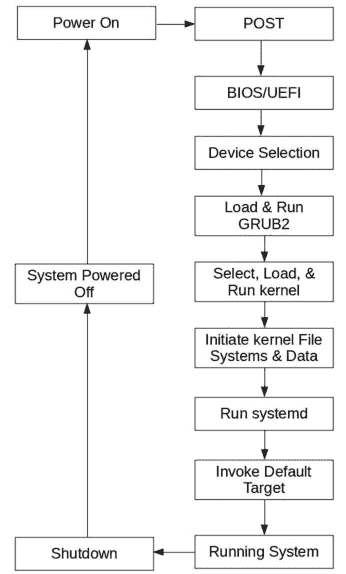 Power On
POST
BIOS/UEFI
Device Selection
Load & Run
GRUB2
Select, Load, &
Run kernel
Initiate kernel File
Systems & Data
Run systemd
Invoke Default
Target
Running System
Shutdown
System Powered
Off